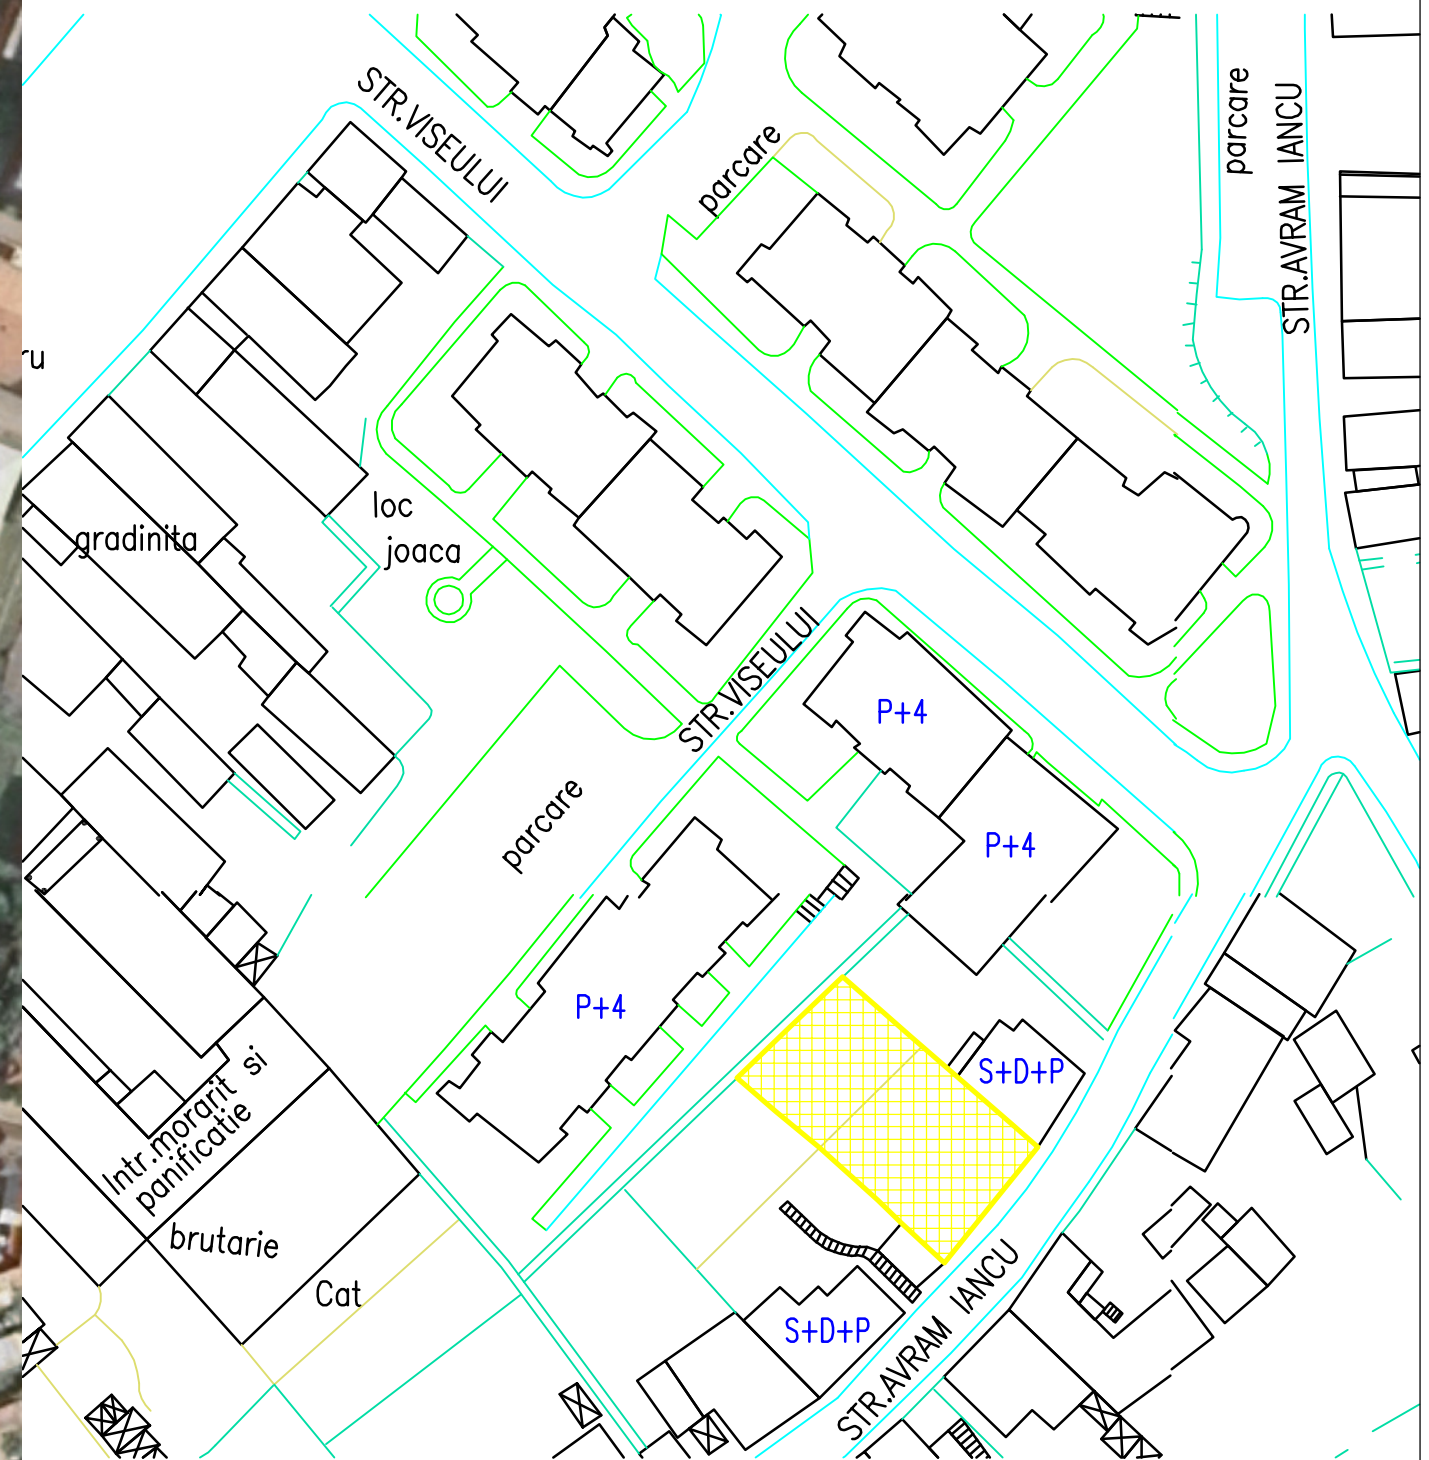 STR.VISEULUI
parcare
parcare
STR.AVRAM IANCU
ru
loc
joaca
gradinita
STR.VISEULUI
P+4
parcare
P+4
P+4
S+D+P
Intr.morarit si
panificatie
brutarie
Cat
S+D+P
STR.AVRAM IANCU